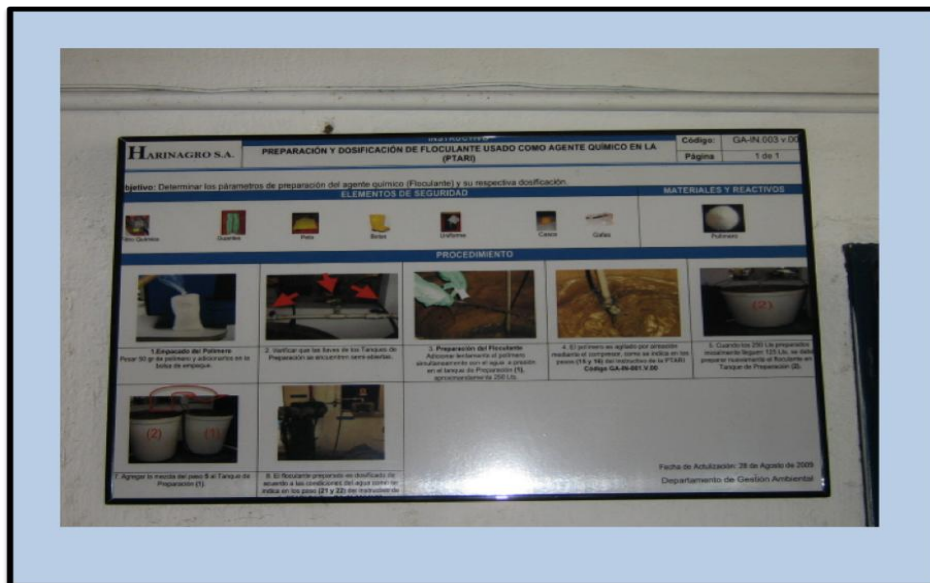 INSTRUCTIVO
HARINAGRO S.A.
PREPARACIÓN Y DOSIFICACIÓN DE FLOCULANTE USADO COMO AGENTE QUÍMICO EN LA
(PTARI)
Código: GA-IN.003 v.00
Página 1 de 1
bjetivo: Determinar los párametros de preparación del agente químico (Floculante) y su respectiva dosificación.
ELEMENTOS DE SEGURIDAD
MATERIALES Y REACTIVOS
Guantes
Peto
Botas
Uniforme
Casco
Gafas
Polímero
PROCEDIMIENTO
1.Empacado del Polímero
Pesar 50 gr de polímero y adicionarlos en la
bolsa de empaque.
2. Verificar que las llaves de los Tanques de
Preparación se encuentren semi abiertas.
3. Preparación del Floculante
Adicionar lentamente el polímero
simultáneamente con el agua a presión
en el tanque de Preparación (1),
aproximandamente 250 Lts.
4. El polímero es agitado por aireación
mediante el compresor, como se indica en los
pasos (15 y 16) del instructivo de la PTARI
Código GA-IN-001.V.00
(2)
5. Cuando los 250 Lts preparados
inicialmente lleguen 125 Lts, se debe
preparar nuevamente el floculante en
Tanque de Preparación (2).
(2) (1)
7. Agregar la mezcla del paso 5 al Tanque de
Preparación (1).
8. El floculante preparado es dosificado de
acuerdo a las condiciones del agua como se
indica en los paso (21 y 22) del instructivo de
Fecha de Actulización: 28 de Agosto de 2009
Departamento de Gestión Ambiental